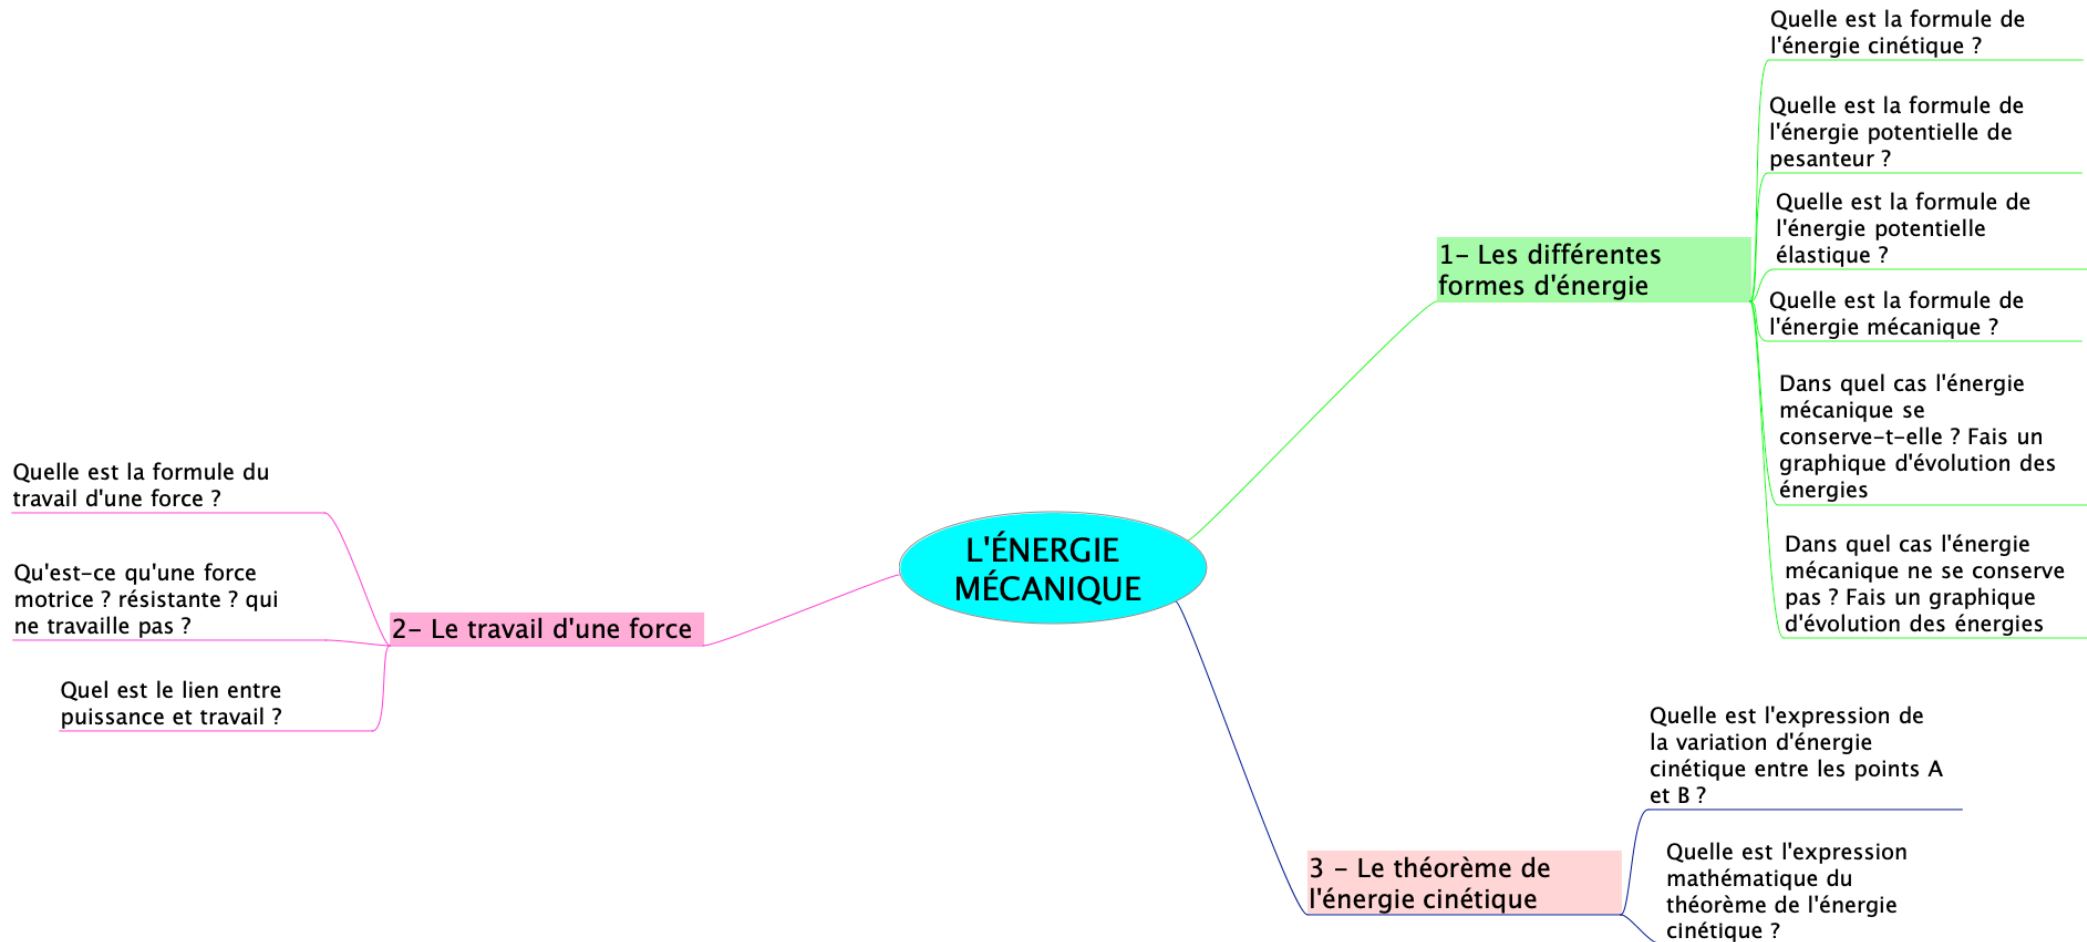 L'ÉNERGIE
MÉCANIQUE
1- Les différentes
formes d'énergie
Quelle est la formule de
l'énergie cinétique ?
Quelle est la formule de
l'énergie potentielle de
pesanteur ?
Quelle est la formule de
l'énergie potentielle
élastique ?
Quelle est la formule de
l'énergie mécanique ?
Dans quel cas l'énergie
mécanique se
conserve-t-elle ? Fais un
graphique d'évolution des
énergies
Dans quel cas l'énergie
mécanique ne se conserve
pas ? Fais un graphique
d'évolution des énergies
2- Le travail d'une force
Quelle est la formule du
travail d'une force ?
Qu'est-ce qu'une force
motrice ? résistante ? qui
ne travaille pas ?
Quel est le lien entre
puissance et travail ?
3 - Le théorème de
l'énergie cinétique
Quelle est l'expression de
la variation d'énergie
cinétique entre les points A
et B ?
Quelle est l'expression
mathématique du
théorème de l'énergie
cinétique ?